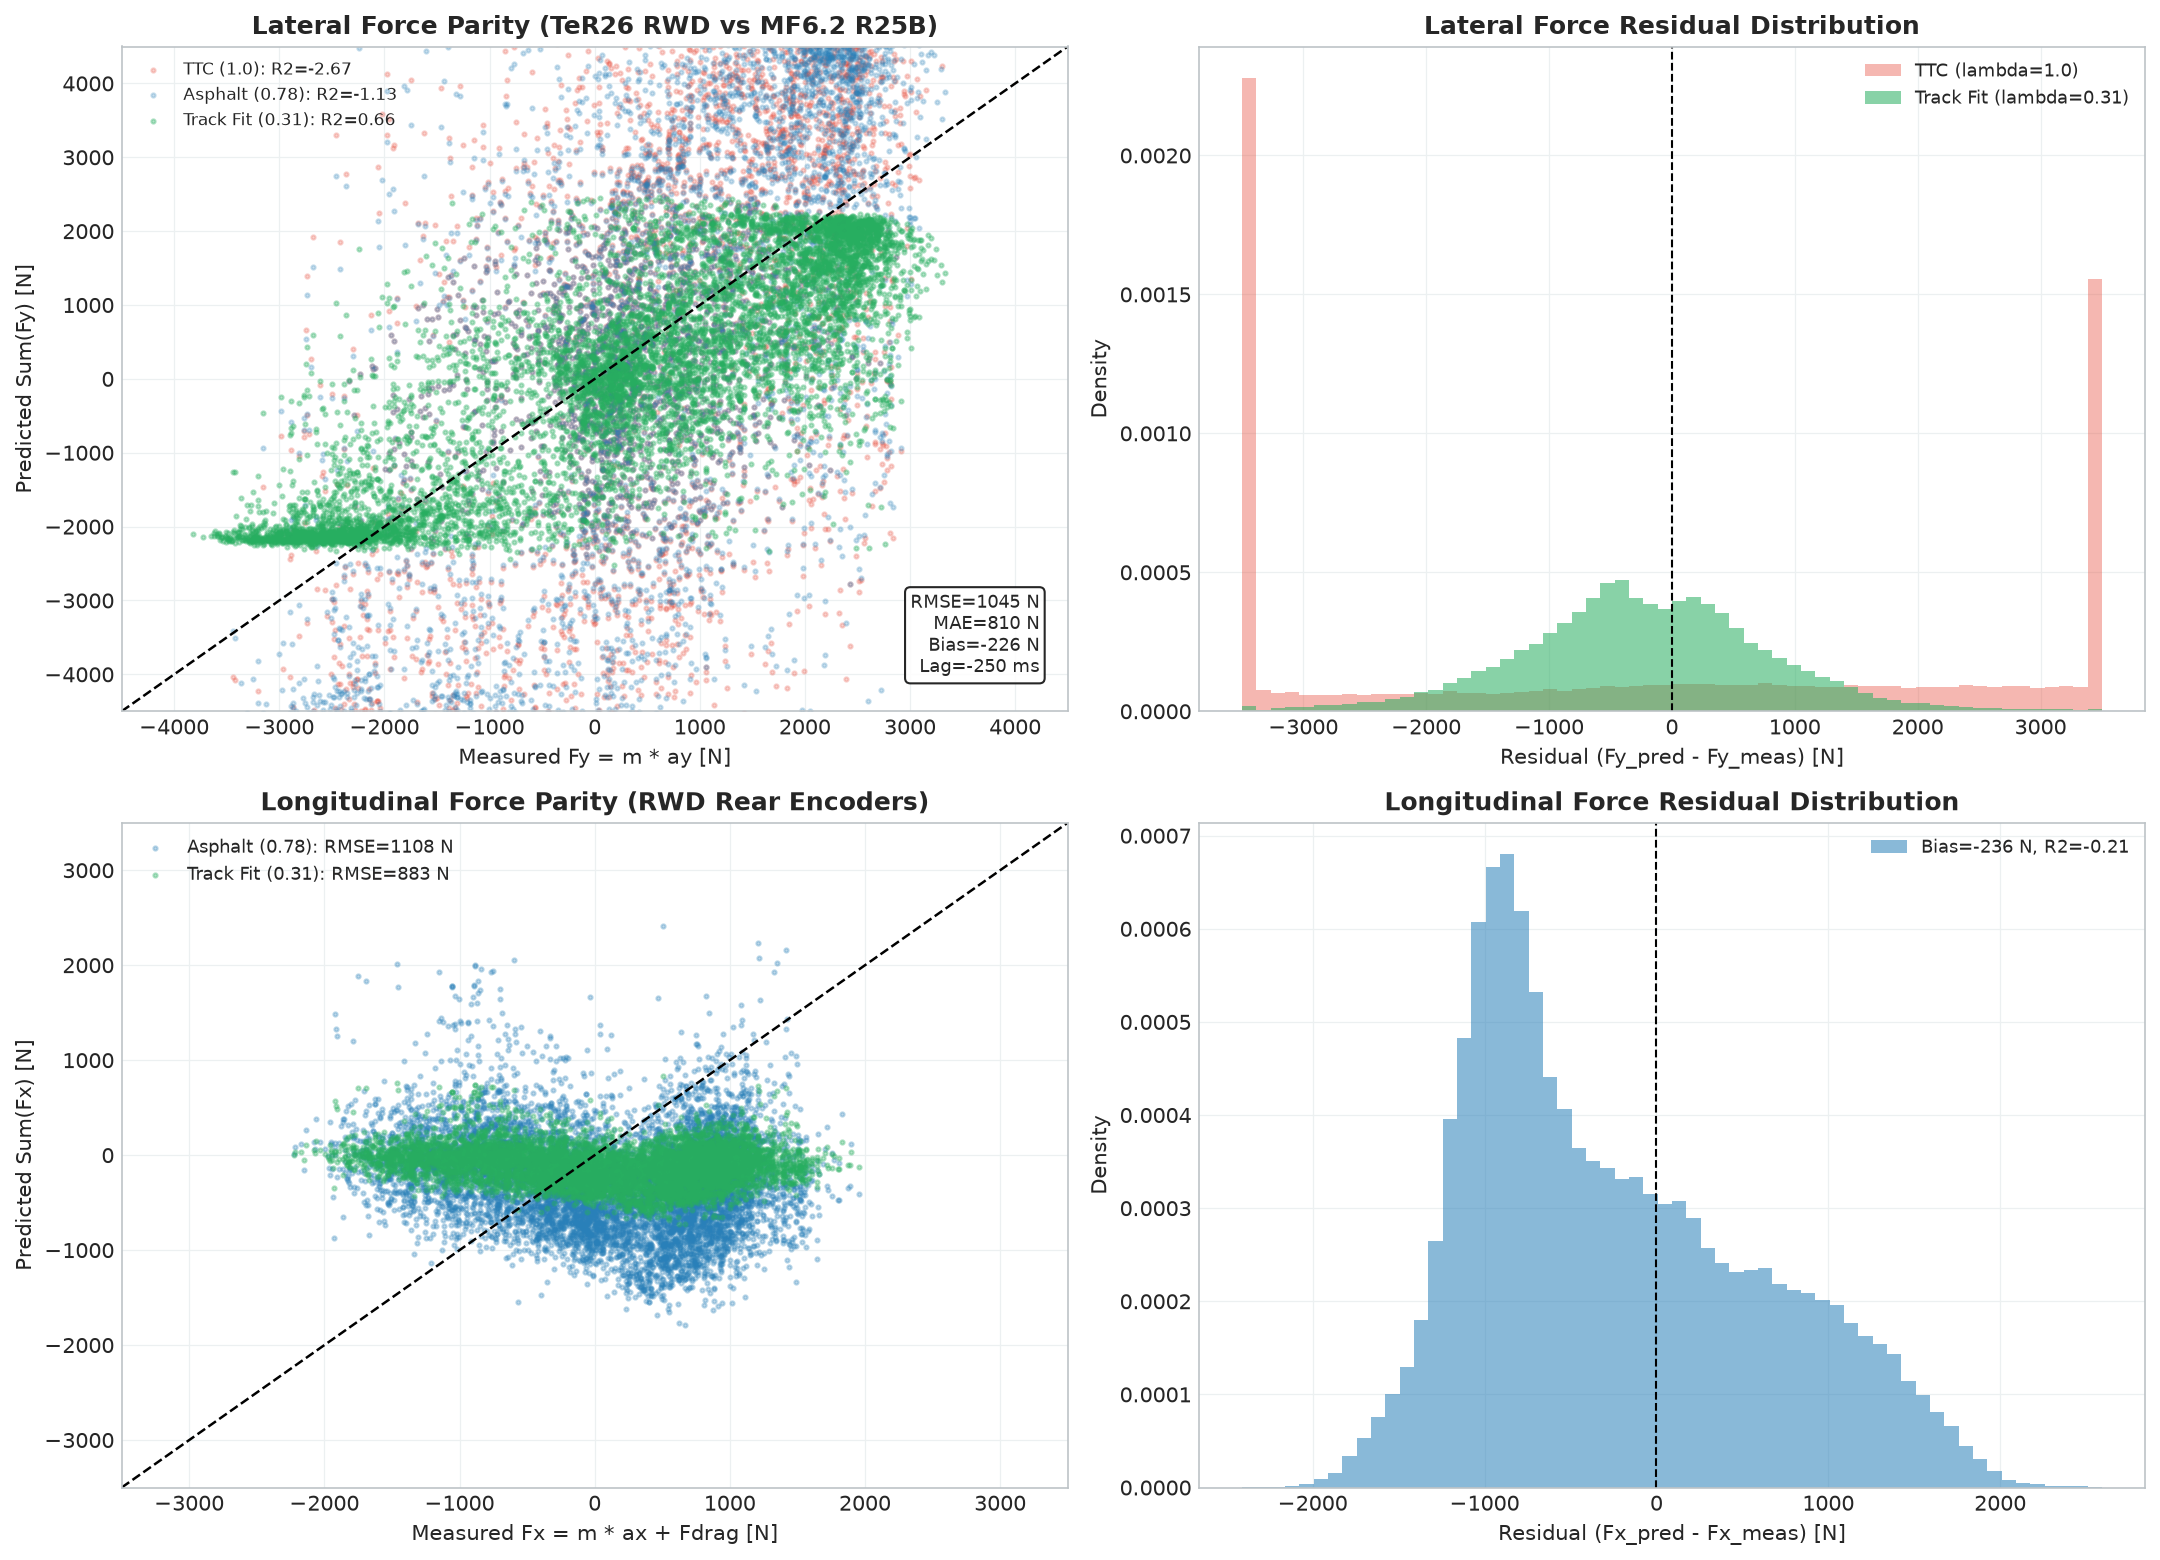 Lateral Force Parity (TeR26 RWD vs MF6.2 R25B)
TTC (1.0): R2=-2.67
Asphalt (0.78): R2=-1.13
Track Fit (0.31): R2=0.66
4000
3000
2000
1000
0
−1000
−2000
−3000
−4000
Predicted Sum(Fy) [N]
RMSE=1045 N
MAE=810 N
Bias=-226 N
Lag=-250 ms
−4000 −3000 −2000 −1000 0 1000 2000 3000 4000
Measured Fy = m * ay [N]
Lateral Force Residual Distribution
TTC (lambda=1.0)
Track Fit (lambda=0.31)
0.0020
0.0015
0.0010
0.0005
0.0000
Density
−3000 −2000 −1000 0 1000 2000 3000
Residual (Fy_pred - Fy_meas) [N]
Longitudinal Force Parity (RWD Rear Encoders)
Asphalt (0.78): RMSE=1108 N
Track Fit (0.31): RMSE=883 N
3000
2000
1000
0
−1000
−2000
−3000
Predicted Sum(Fx) [N]
−3000 −2000 −1000 0 1000 2000 3000
Measured Fx = m * ax + Fdrag [N]
Longitudinal Force Residual Distribution
Bias=-236 N, R2=-0.21
0.0007
0.0006
0.0005
0.0004
0.0003
0.0002
0.0001
0.0000
Density
−2000 −1000 0 1000 2000
Residual (Fx_pred - Fx_meas) [N]